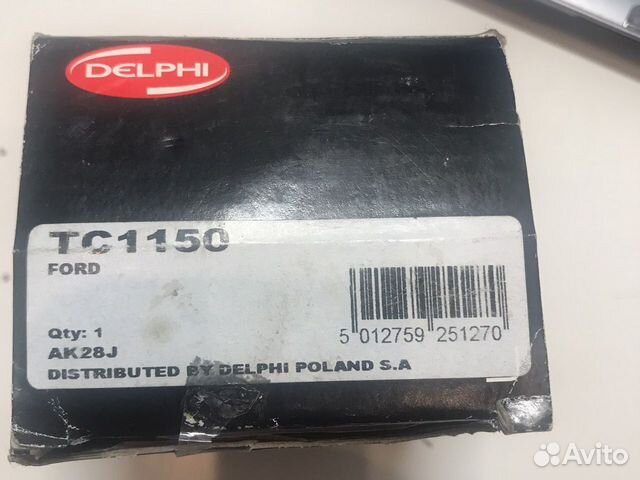 DELPHI
TC1150
FORD
Qty: 1
AK28J
DISTRIBUTED BY DELPHI POLAND S.A
5 012759 251270
Avito